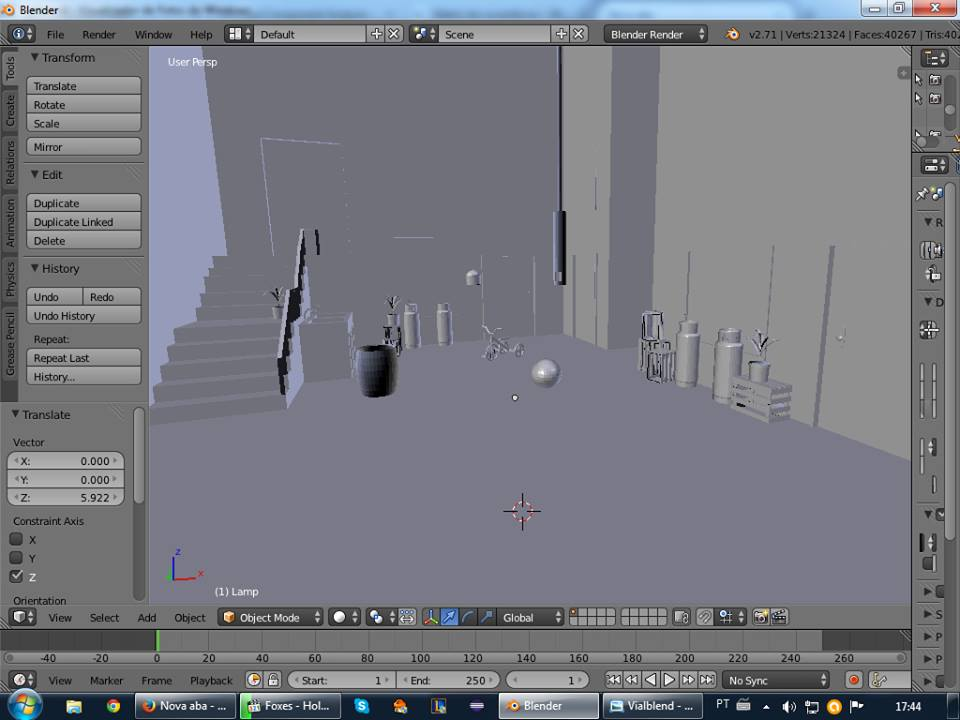 Blender
File Render Window Help Default Scene Blender Render v2.71 | Verts:21324 | Faces:40267 | Tris:40
Tools
Create
Relations
Animation
Physics
Grease Pencil
Transform
Translate
Rotate
Scale
Mirror
Edit
Duplicate
Duplicate Linked
Delete
History
Undo Redo
Undo History
Repeat:
Repeat Last
History...
Translate
Vector
X: 0.000
Y: 0.000
Z: 5.922
Constraint Axis
X
Y
Z
Orientation
User Persp
z
x
(1) Lamp
R
D
S
P
P
View Select Add Object Object Mode Global
-40 -20 0 20 40 60 80 100 120 140 160 180 200 220 240 260
View Marker Frame Playback Start: 1 End: 250 1 No Sync
Nova aba - ... Foxes - Hol... Blender Vialblend - ... PT 17:44